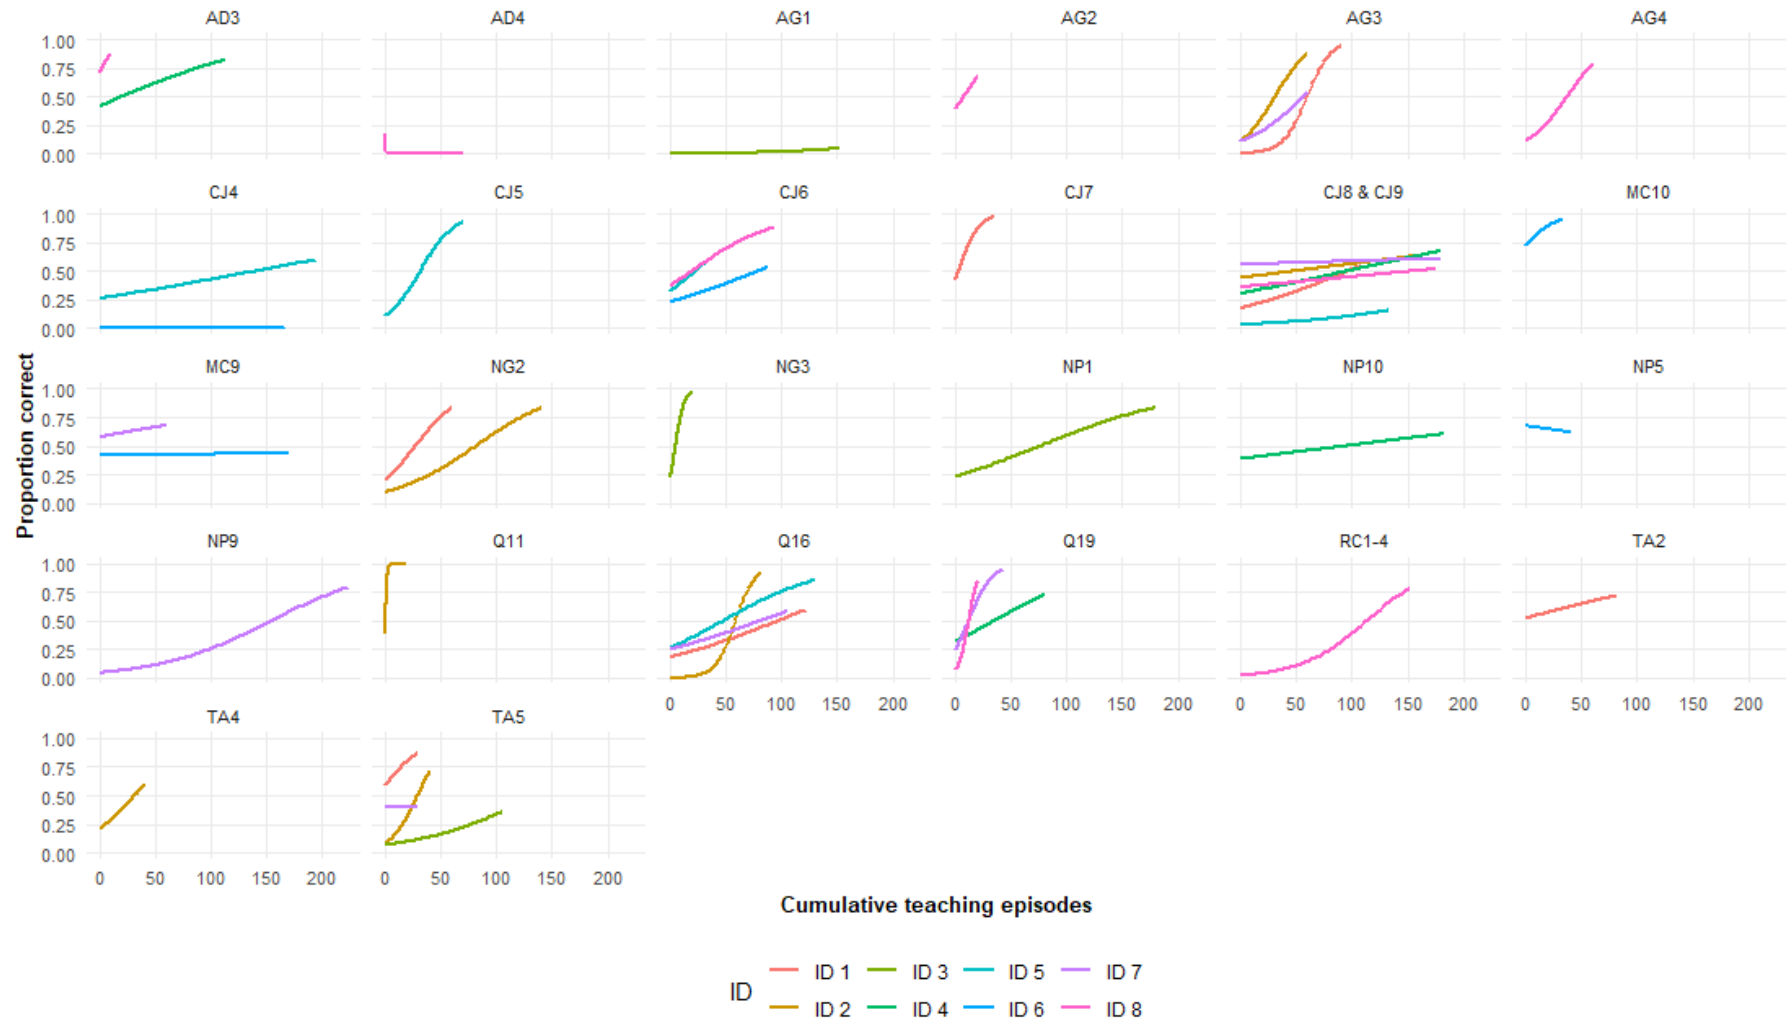 AD3 AD4 AG1 AG2 AG3 AG4
1.00
0.75
0.50
0.25
0.00
CJ4 CJ5 CJ6 CJ7 CJ8 & CJ9 MC10
1.00
0.75
0.50
0.25
0.00
MC9 NG2 NG3 NP1 NP10 NP5
1.00
0.75
0.50
0.25
0.00
Proportion correct
NP9 Q11 Q16 Q19 RC1-4 TA2
1.00
0.75
0.50
0.25
0.00
0 50 100 150 200 0 50 100 150 200 0 50 100 150 200 0 50 100 150 200
TA4 TA5
1.00
0.75
0.50
0.25
0.00
0 50 100 150 200 0 50 100 150 200
Cumulative teaching episodes
ID
ID 1 ID 3 ID 5 ID 7
ID 2 ID 4 ID 6 ID 8